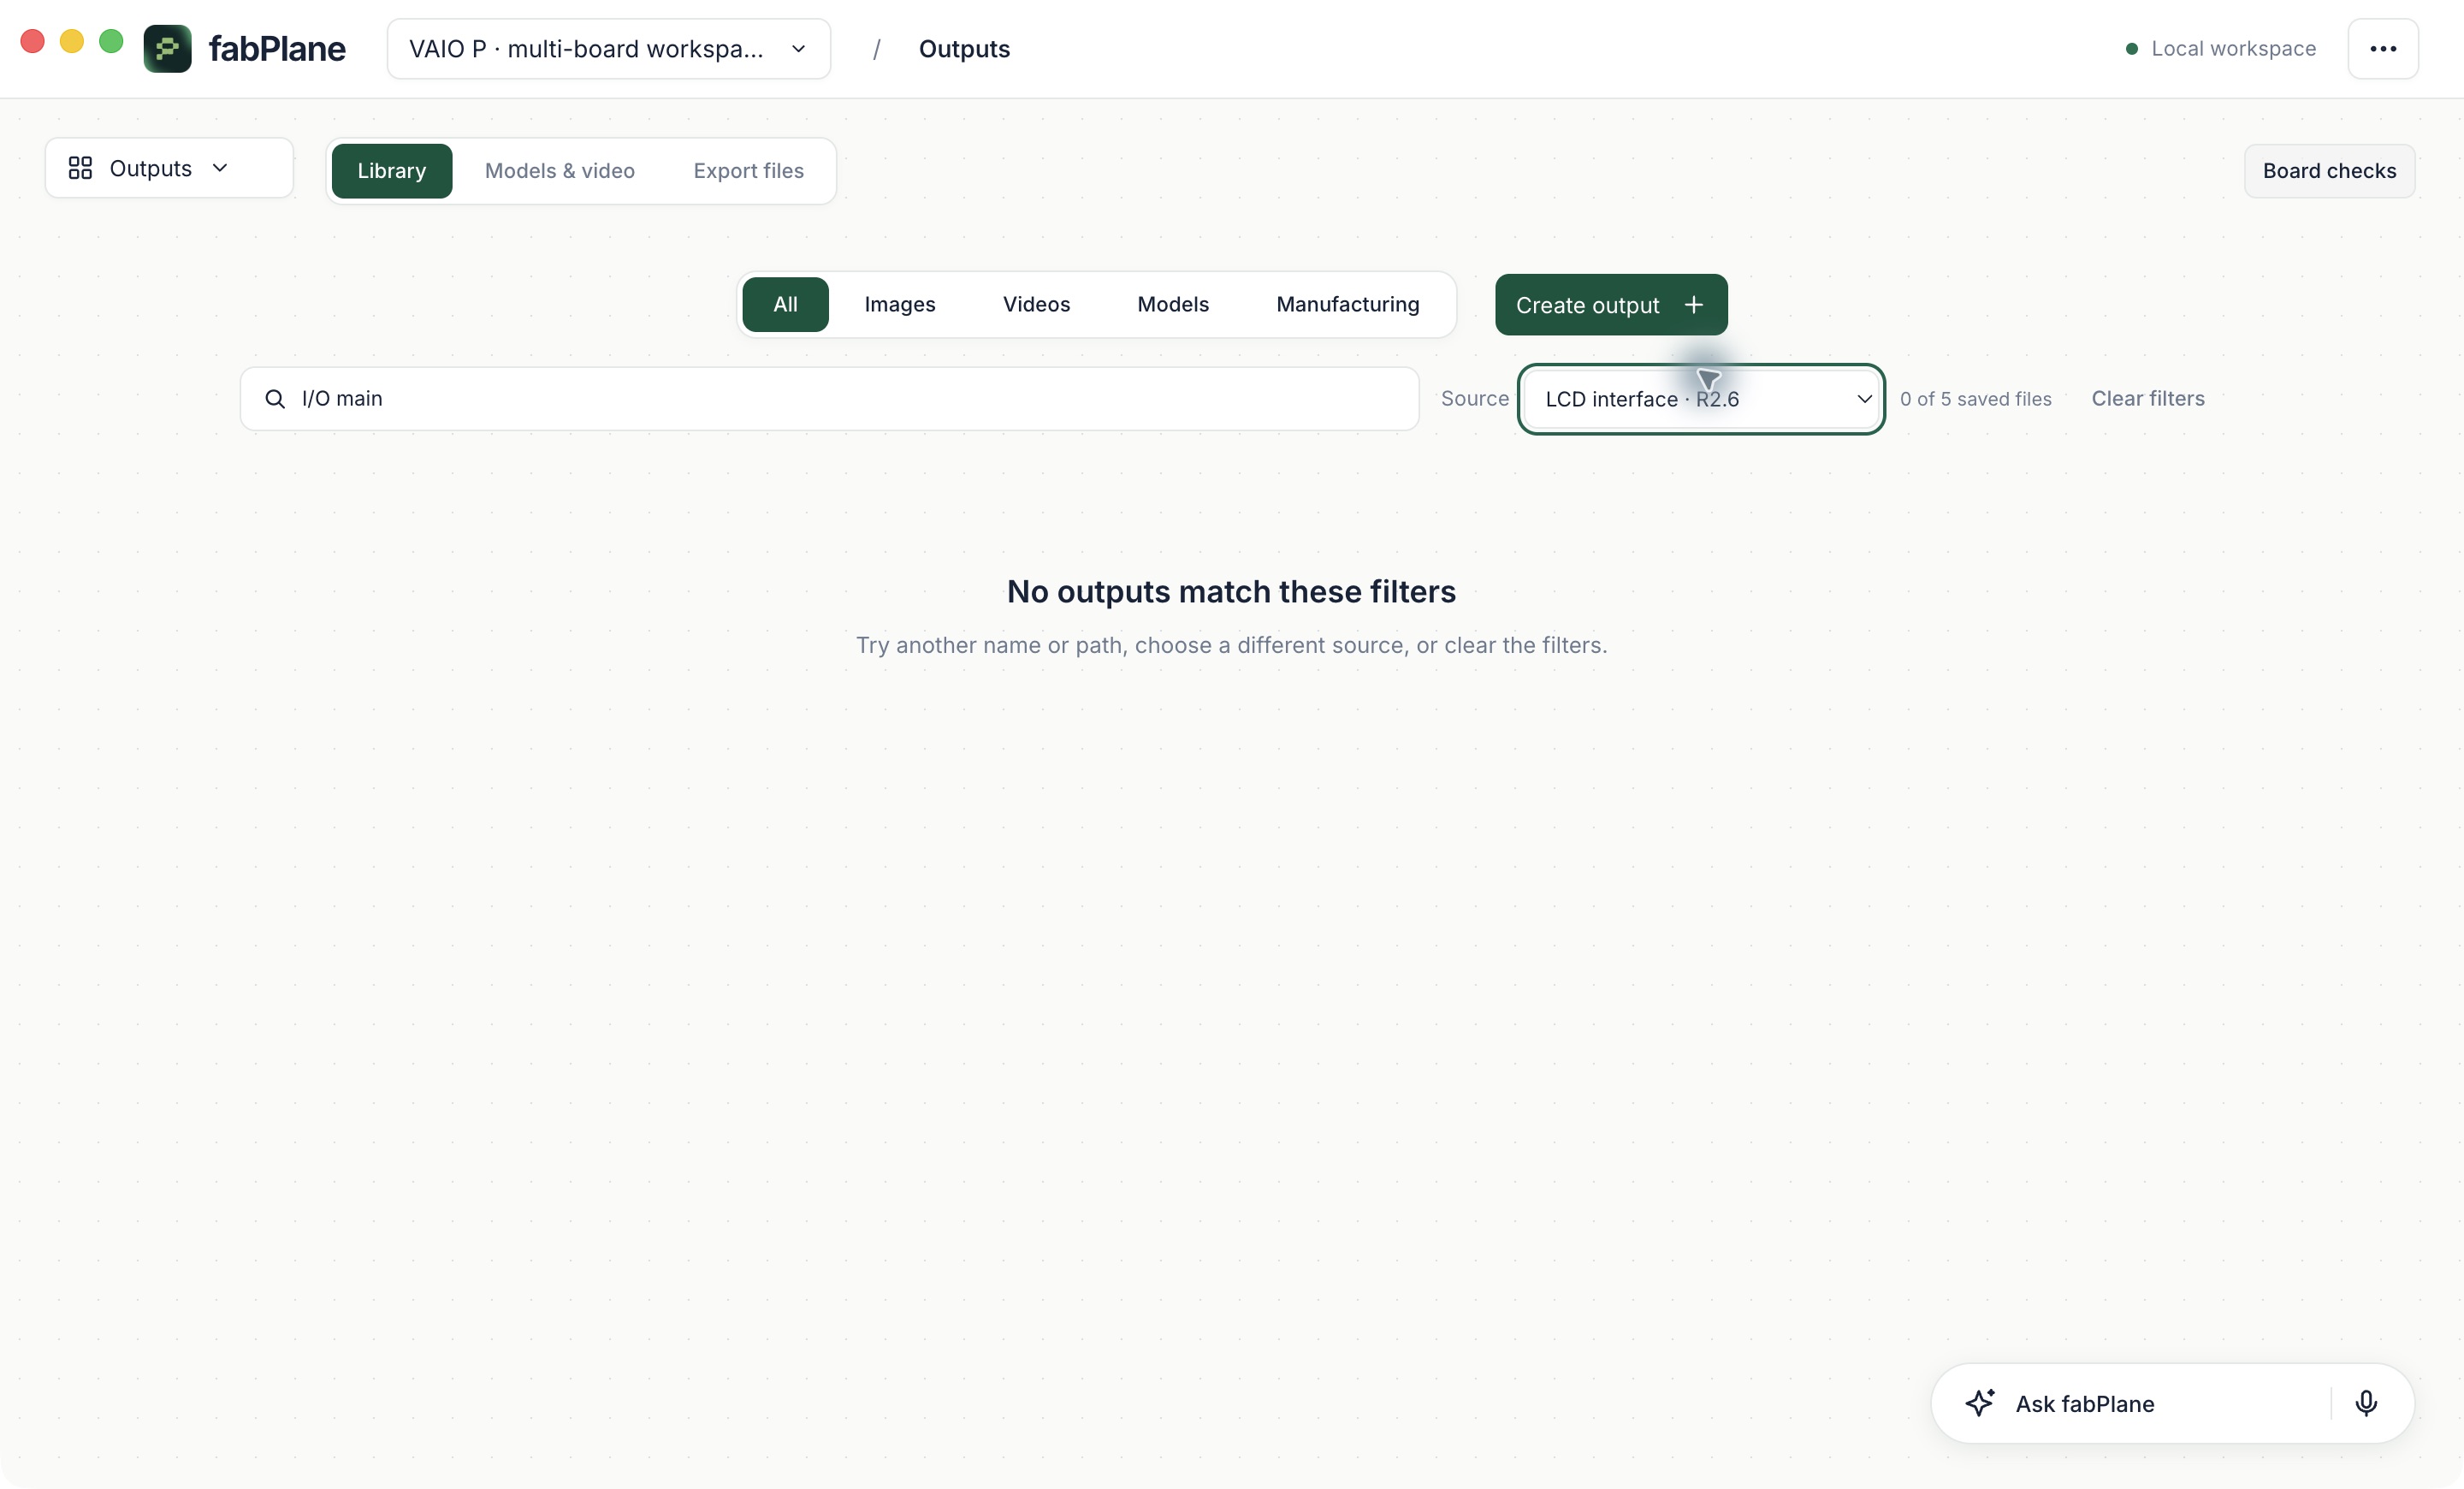 fabPlane
VAIO P · multi-board workspa...
/
Outputs
Local workspace
Outputs
Library
Models & video
Export files
Board checks
All
Images
Videos
Models
Manufacturing
Create output
I/O main
Source
LCD interface · R2.6
0 of 5 saved files
Clear filters
No outputs match these filters
Try another name or path, choose a different source, or clear the filters.
Ask fabPlane